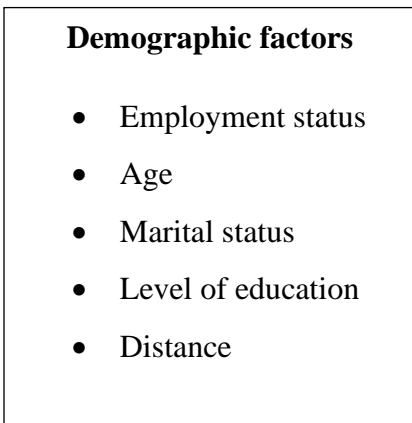 Demographic factors
• Employment status
• Age
• Marital status
• Level of education
• Distance